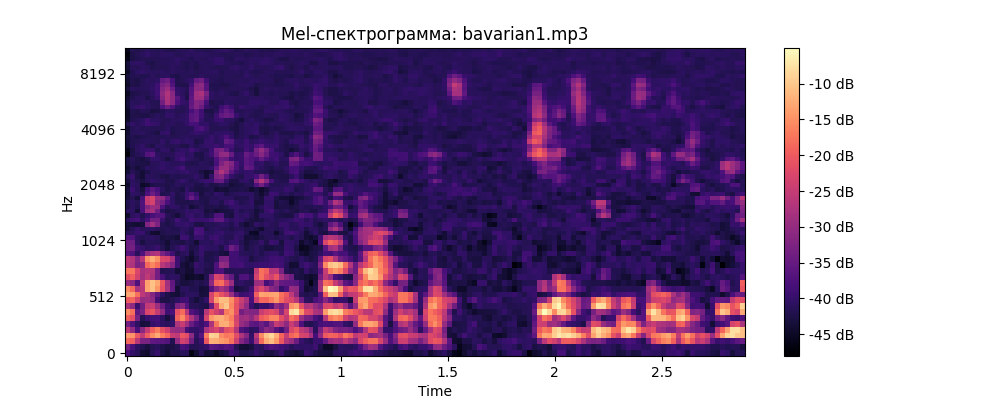 Mel-спектрограмма: bavarian1.mp3
8192
4096
2048
1024
512
0
Hz
0
0.5
1
1.5
2
2.5
Time
-10 dB
-15 dB
-20 dB
-25 dB
-30 dB
-35 dB
-40 dB
-45 dB